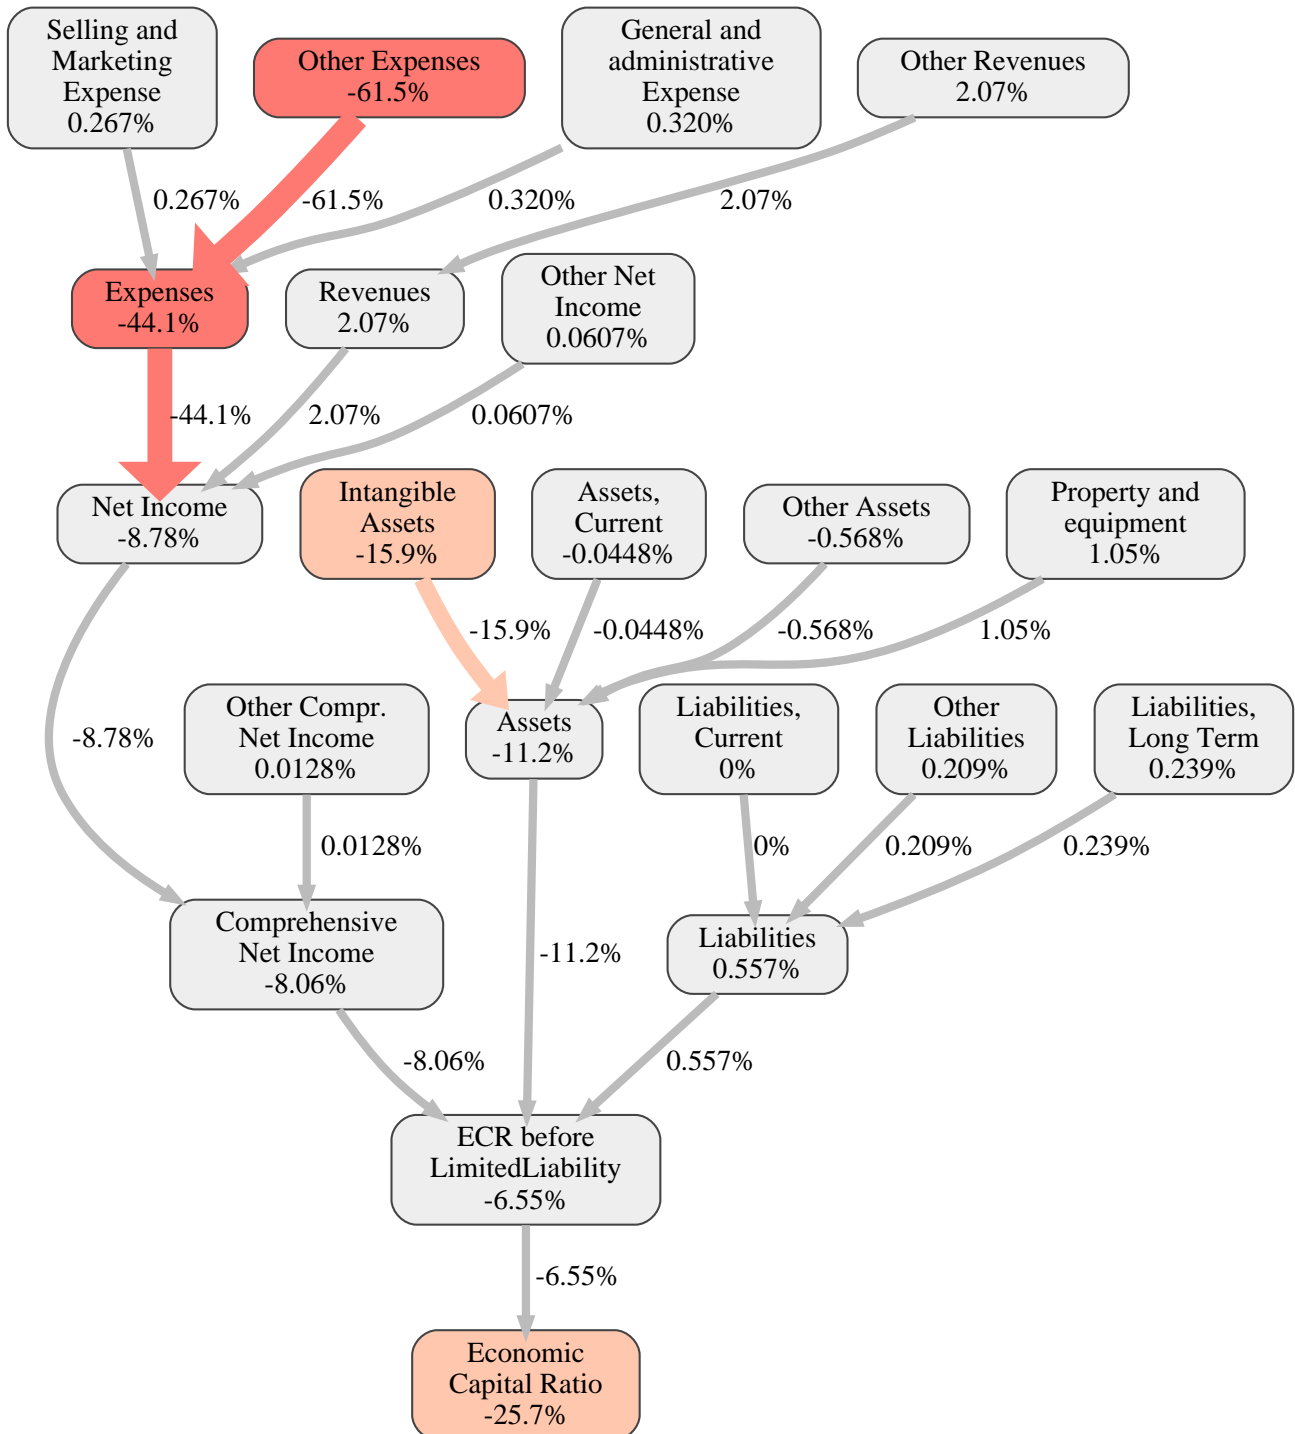 Selling and
Marketing
Expense
0.267%
Other Expenses
-61.5%
General and
administrative
Expense
0.320%
Other Revenues
2.07%
0.267%
-61.5%
0.320%
2.07%
Expenses
-44.1%
Revenues
2.07%
Other Net
Income
0.0607%
-44.1%
2.07%
0.0607%
Net Income
-8.78%
Intangible
Assets
-15.9%
Assets,
Current
-0.0448%
Other Assets
-0.568%
Property and
equipment
1.05%
-15.9%
-0.0448%
-0.568%
1.05%
-8.78%
Other Compr.
Net Income
0.0128%
Assets
-11.2%
Liabilities,
Current
0%
Other
Liabilities
0.209%
Liabilities,
Long Term
0.239%
0.0128%
0%
0.209%
0.239%
Comprehensive
Net Income
-8.06%
-11.2%
Liabilities
0.557%
-8.06%
0.557%
ECR before
LimitedLiability
-6.55%
-6.55%
Economic
Capital Ratio
-25.7%